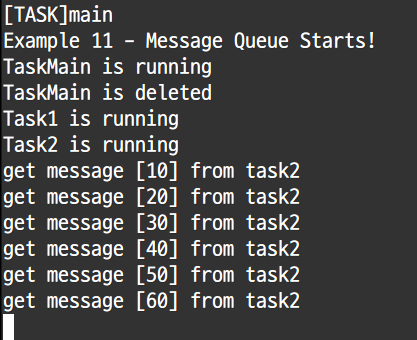 [TASK]main
Example 11 - Message Queue Starts!
TaskMain is running
TaskMain is deleted
Task1 is running
Task2 is running
get message [10] from task2
get message [20] from task2
get message [30] from task2
get message [40] from task2
get message [50] from task2
get message [60] from task2